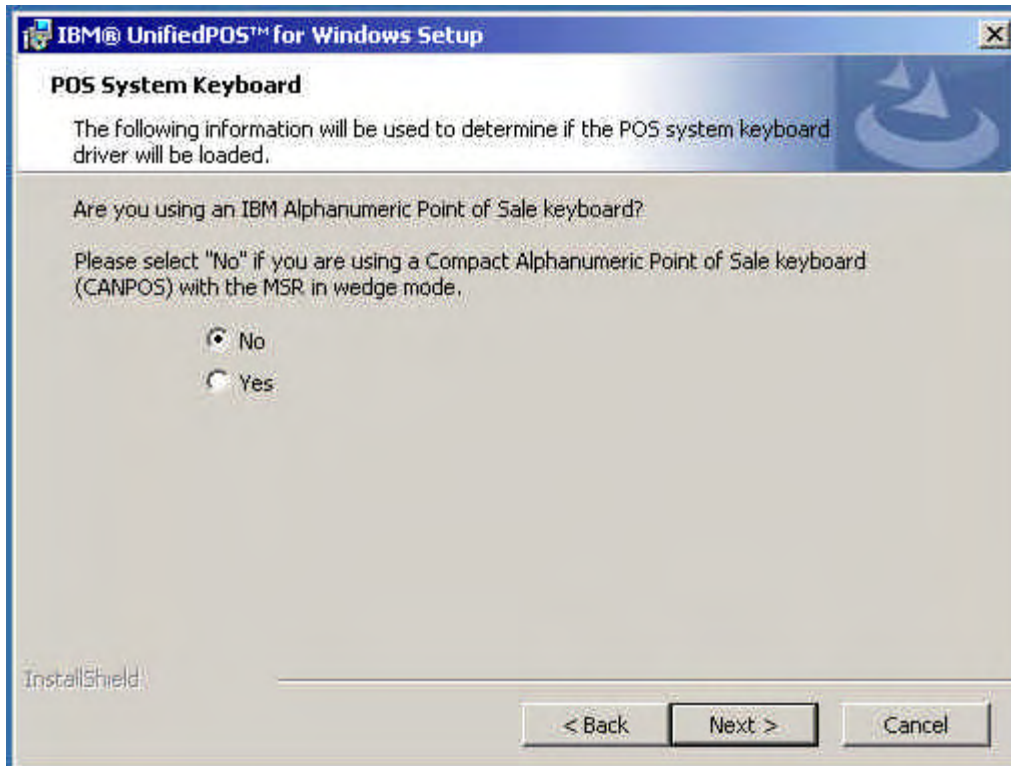 IBM® UnifiedPOS™ for Windows Setup
POS System Keyboard
The following information will be used to determine if the POS system keyboard
driver will be loaded.
Are you using an IBM Alphanumeric Point of Sale keyboard?
Please select "No" if you are using a Compact Alphanumeric Point of Sale keyboard
(CANPOS) with the MSR in wedge mode.
No
Yes
InstallShield
< Back Next > Cancel